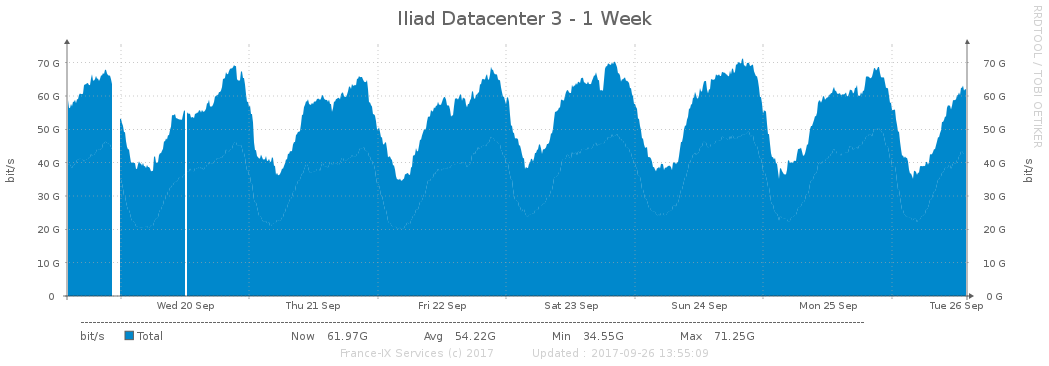 Iliad Datacenter 3 - 1 Week
RRDTOOL / TOBI OETIKER
bit/s
70 G
60 G
50 G
40 G
30 G
20 G
10 G
0
70 G
60 G
50 G
40 G
30 G
20 G
10 G
0 G
bit/s
Wed 20 Sep Thu 21 Sep Fri 22 Sep Sat 23 Sep Sun 24 Sep Mon 25 Sep Tue 26 Sep
bit/s Total Now 61.97G Avg 54.22G Min 34.55G Max 71.25G
France-IX Services (c) 2017 Updated : 2017-09-26 13:55:09